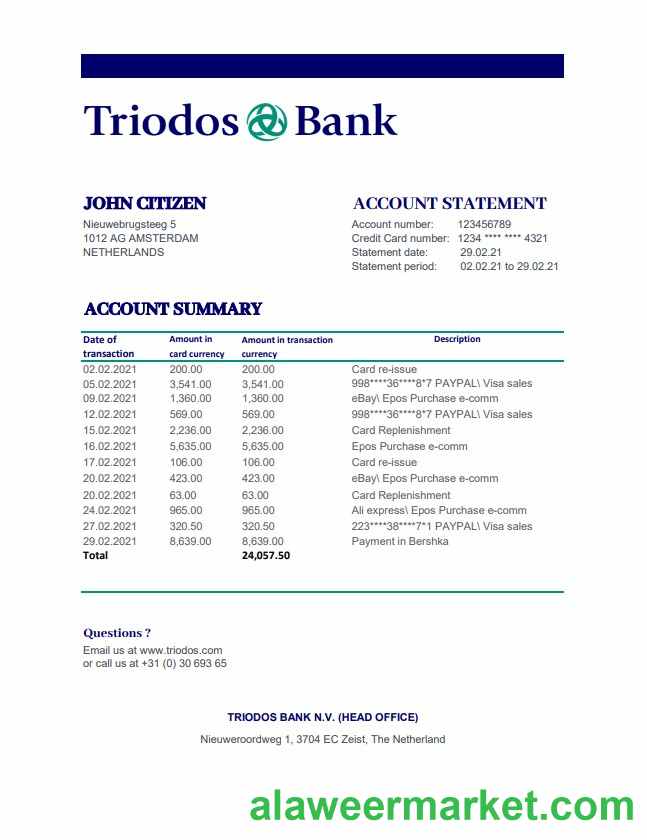 Triodos Bank
JOHN CITIZEN
Nieuwebrugsteeg 5
1012 AG AMSTERDAM
NETHERLANDS
ACCOUNT STATEMENT
Account number: 123456789
Credit Card number: 1234 **** **** 4321
Statement date: 29.02.21
Statement period: 02.02.21 to 29.02.21
ACCOUNT SUMMARY
Date of transaction Amount in card currency Amount in transaction currency Description
02.02.2021 200.00 200.00 Card re-issue
05.02.2021 3,541.00 3,541.00 998****36****8*7 PAYPAL\ Visa sales
09.02.2021 1,360.00 1,360.00 eBay\ Epos Purchase e-comm
12.02.2021 569.00 569.00 998****36****8*7 PAYPAL\ Visa sales
15.02.2021 2,236.00 2,236.00 Card Replenishment
16.02.2021 5,635.00 5,635.00 Epos Purchase e-comm
17.02.2021 106.00 106.00 Card re-issue
20.02.2021 423.00 423.00 eBay\ Epos Purchase e-comm
20.02.2021 63.00 63.00 Card Replenishment
24.02.2021 965.00 965.00 Ali express\ Epos Purchase e-comm
27.02.2021 320.50 320.50 223****38****7*1 PAYPAL\ Visa sales
29.02.2021 8,639.00 8,639.00 Payment in Bershka
Total 24,057.50
Questions ?
Email us at www.triodos.com
or call us at +31 (0) 30 693 65
TRIODOS BANK N.V. (HEAD OFFICE)
Nieuweroordweg 1, 3704 EC Zeist, The Netherland
alaweermarket.com